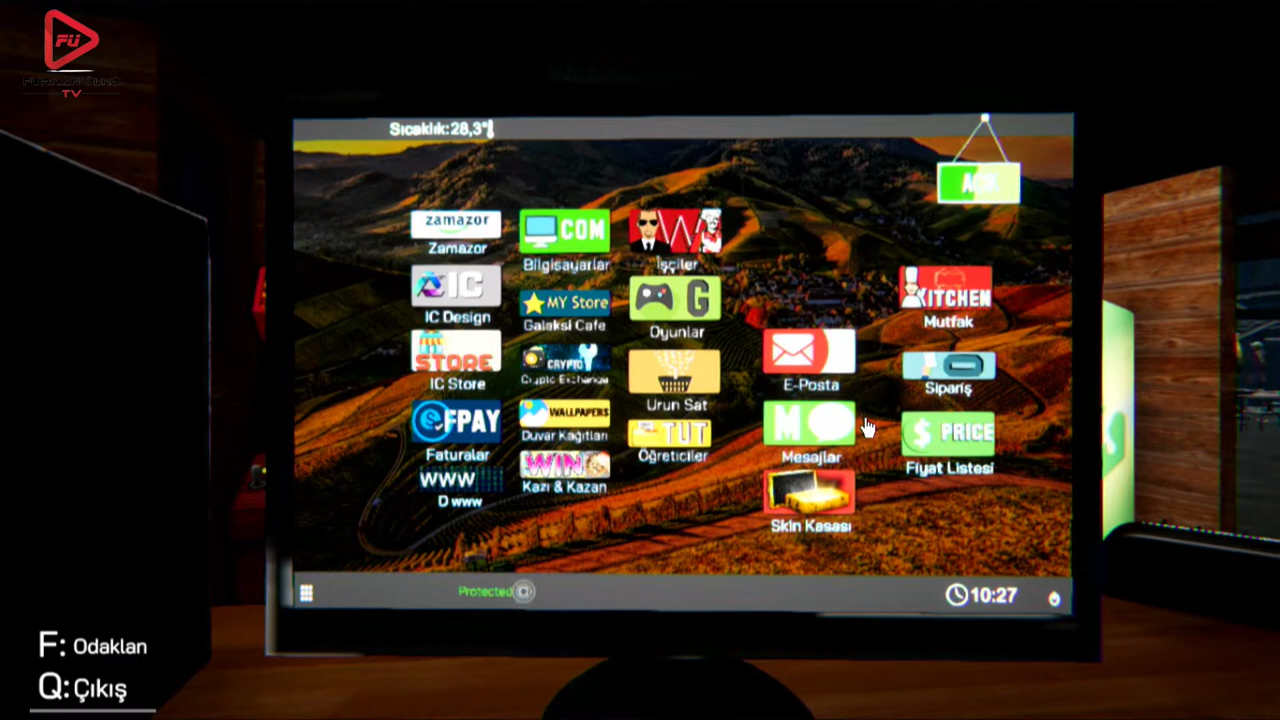 FU
TV
Sıcaklık:28,3°
zamazor
Zamazor
COM
Bilgisayarlar
W
İşçiler
IC
IC Design
MY Store
Galaksi Cafe
G
Oyunlar
KITCHEN
Mutfak
STORE
IC Store
CRYPTO
Crypto Exchange
Urun Sat
E-Posta
Sipariş
FPAY
Faturalar
WALLPAPERS
Duvar Kağıtları
TUT
Öğreticiler
M
Mesajlar
$ PRICE
Fiyat Listesi
WWW
D www
WIN
Kazı & Kazan
Skin Kasası
Protected
10:27
F: Odaklan
Q: Çıkış